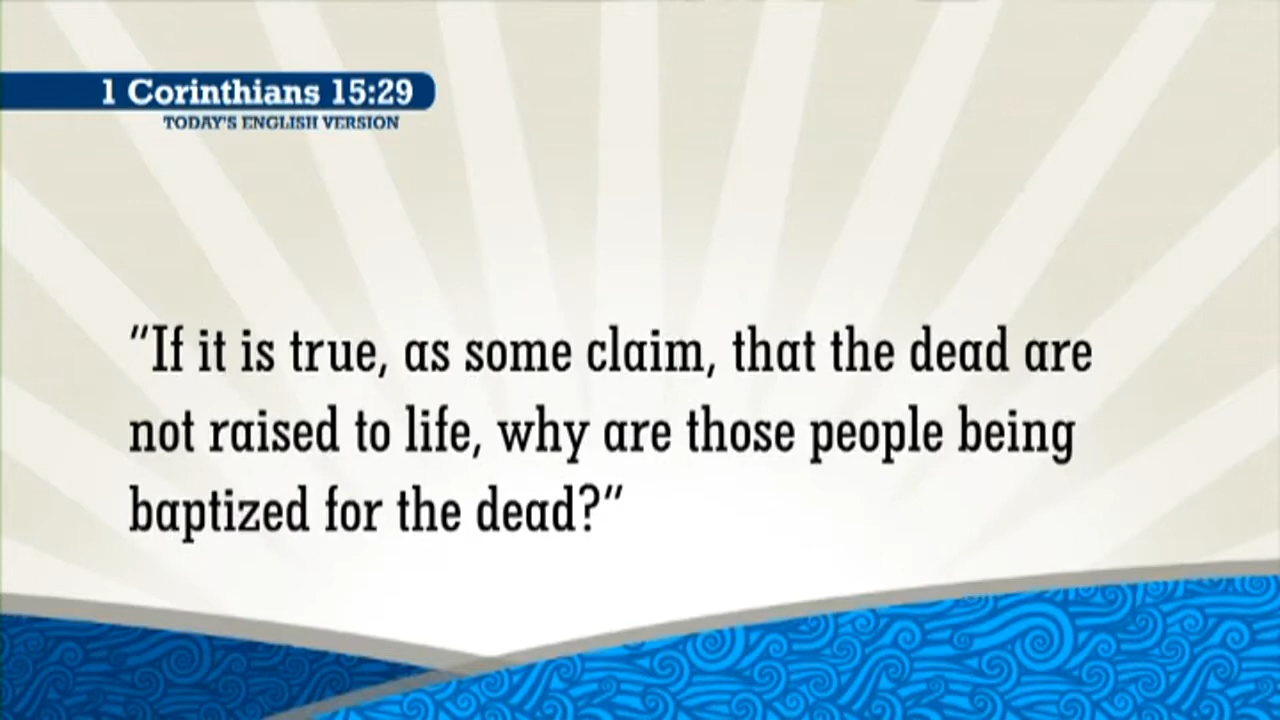 1 Corinthians 15:29
TODAY'S ENGLISH VERSION
“If it is true, as some claim, that the dead are
not raised to life, why are those people being
baptized for the dead?”